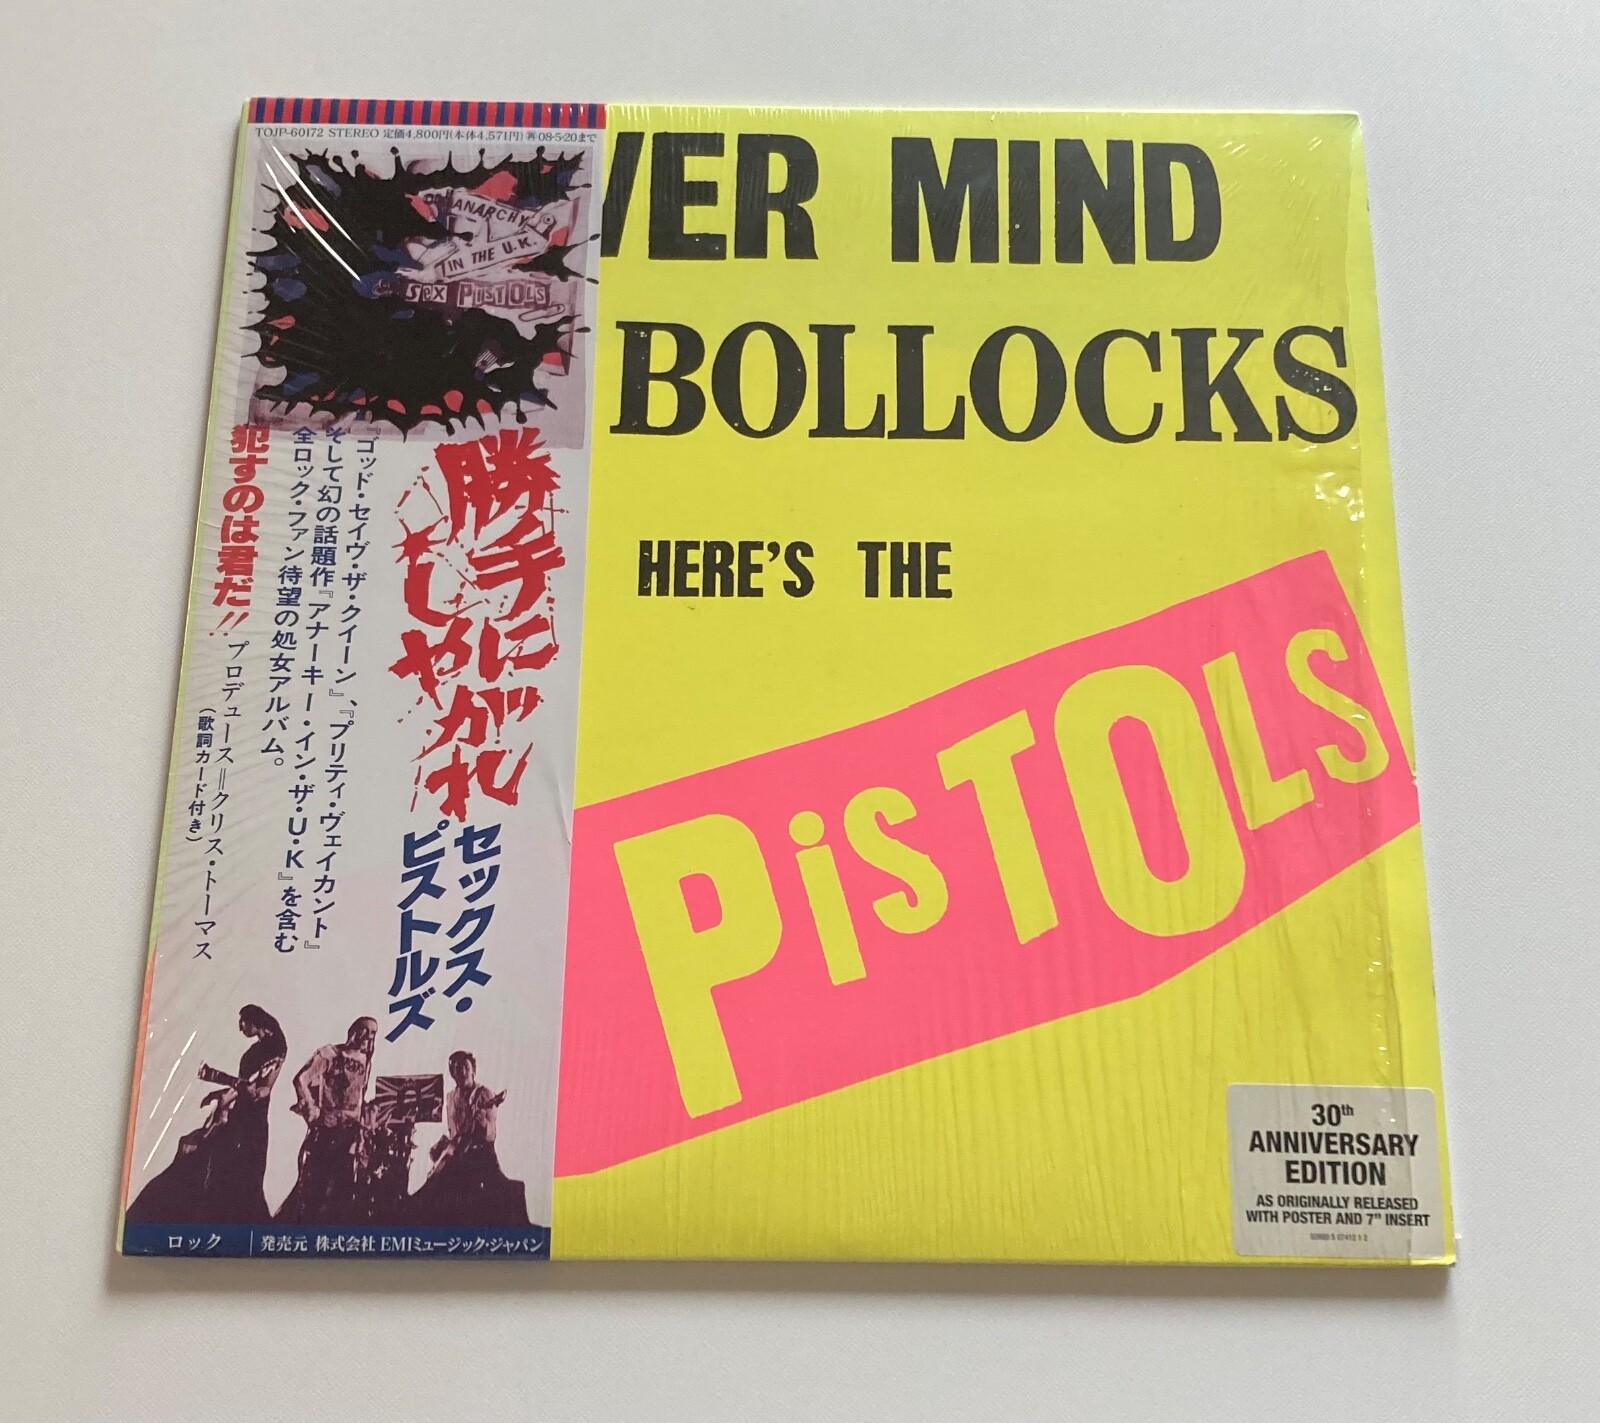 TOJP-60172 STEREO 定価4,800円(本体4,571円) 再 08・5・20まで
ANARCHY
IN THE U.K.
SEX PISTOLS
勝手に
しやがれ
セックス・
ピストルズ
『ゴッド・セイヴ・ザ・クイーン』、『プリティ・ヴェイカント』
そして幻の話題作『アナーキー・イン・ザ・U・K』を含む
全ロック・ファン待望の処女アルバム。
犯すのは君だ!!
プロデュース=クリス・トーマス
(歌詞カード付き)
ロック 発売元 株式会社 EMIミュージック・ジャパン
VER MIND
BOLLOCKS
HERE'S THE
PiSTOLS
30th
ANNIVERSARY
EDITION
AS ORIGINALLY RELEASED
WITH POSTER AND 7" INSERT